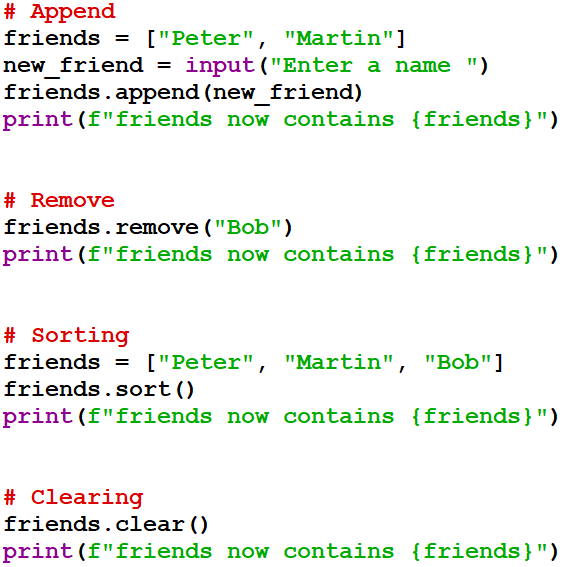 # Append
friends = ["Peter", "Martin"]
new_friend = input("Enter a name ")
friends.append(new_friend)
print(f"friends now contains {friends}")
# Remove
friends.remove("Bob")
print(f"friends now contains {friends}")
# Sorting
friends = ["Peter", "Martin", "Bob"]
friends.sort()
print(f"friends now contains {friends}")
# Clearing
friends.clear()
print(f"friends now contains {friends}")